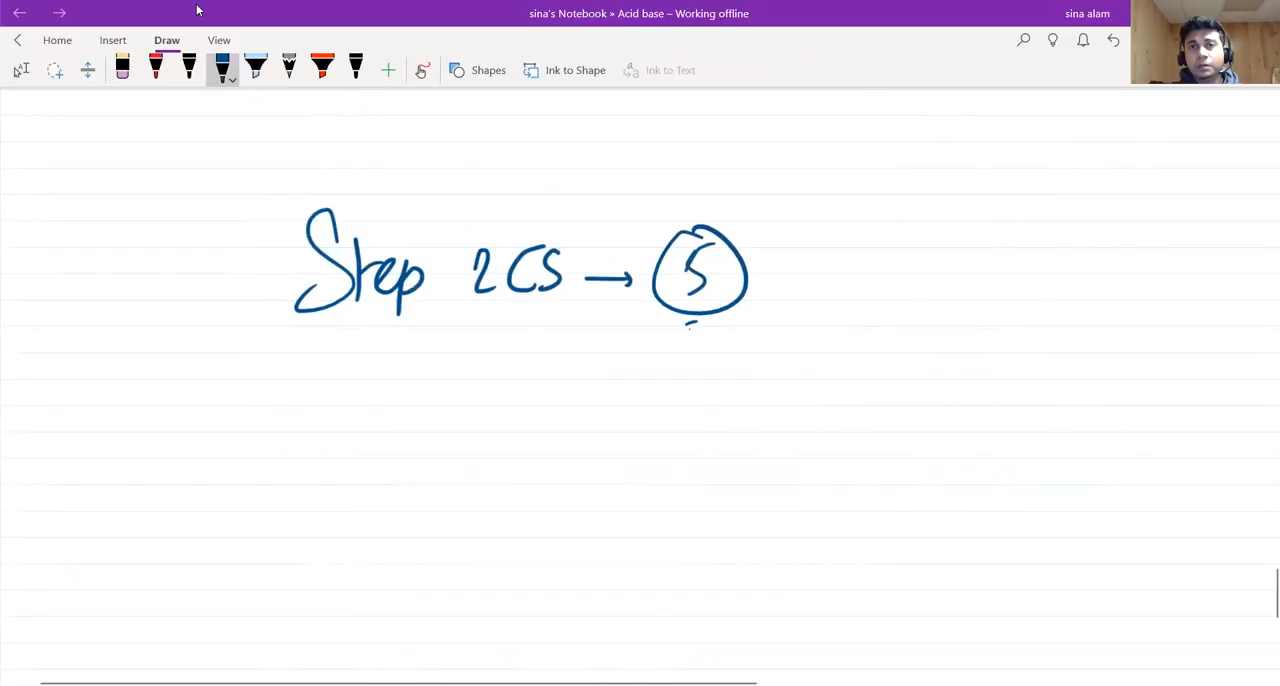 sina's Notebook » Acid base – Working offline
sina alam
Home Insert Draw View
Shapes Ink to Shape Ink to Text
Step 2CS → 5